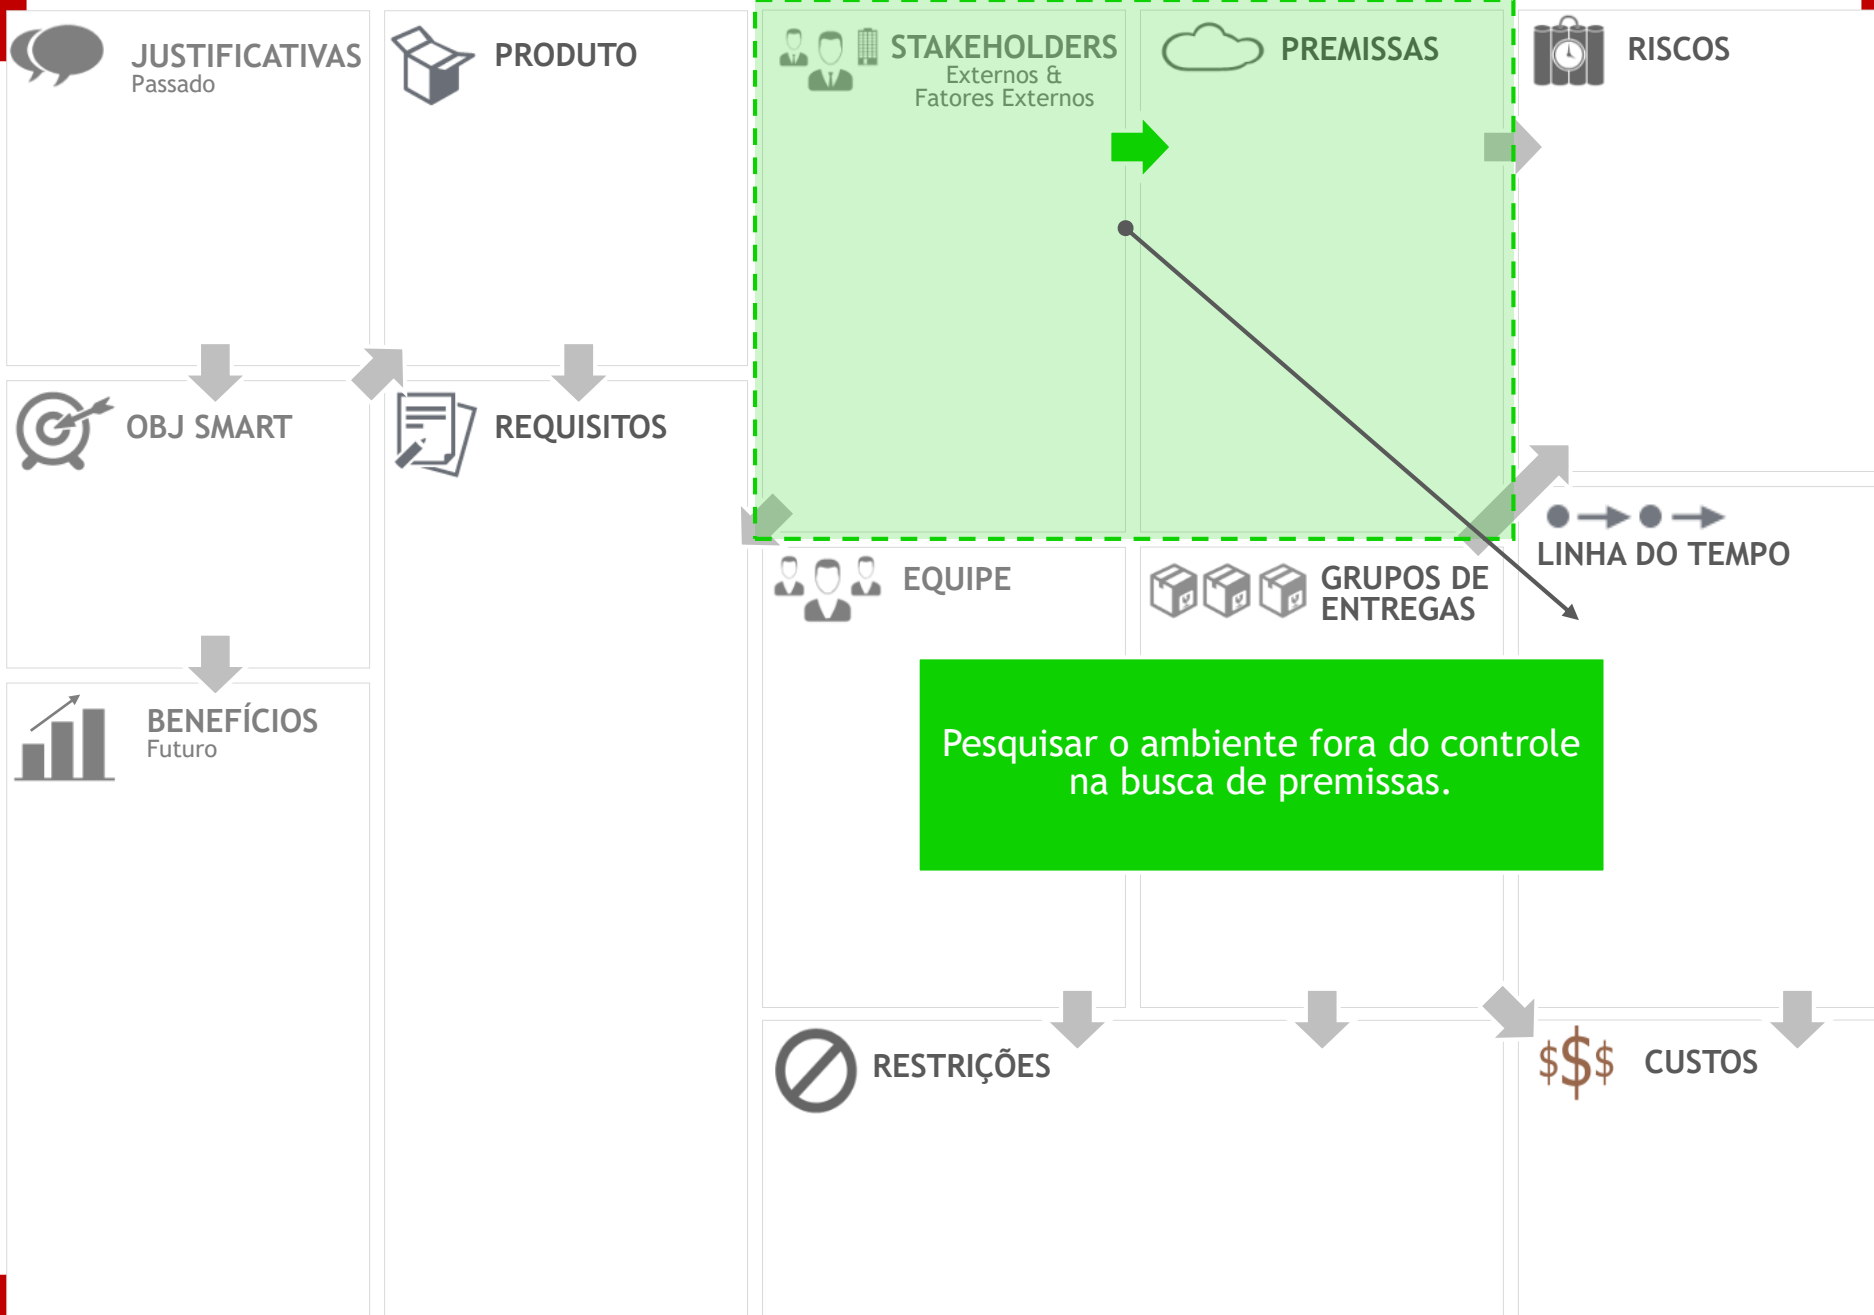 JUSTIFICATIVAS
Passado
PRODUTO
STAKEHOLDERS
Externos &
Fatores Externos
PREMISSAS
RISCOS
OBJ SMART
REQUISITOS
LINHA DO TEMPO
EQUIPE
GRUPOS DE
ENTREGAS
BENEFÍCIOS
Futuro
Pesquisar o ambiente fora do controle
na busca de premissas.
RESTRIÇÕES
$$$ CUSTOS